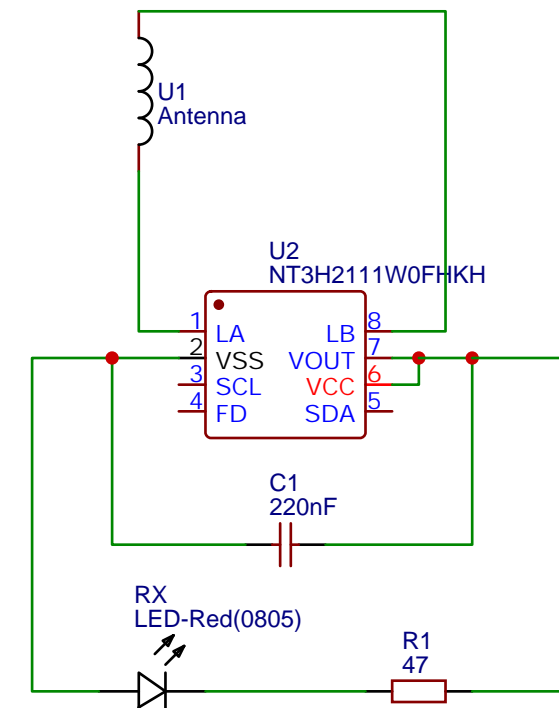 U1
Antenna
U2
NT3H2111W0FHKH
1 LA LB 8
2 VSS VOUT 7
3 SCL VCC 6
4 FD SDA 5
C1
220nF
RX
LED-Red(0805)
R1
47